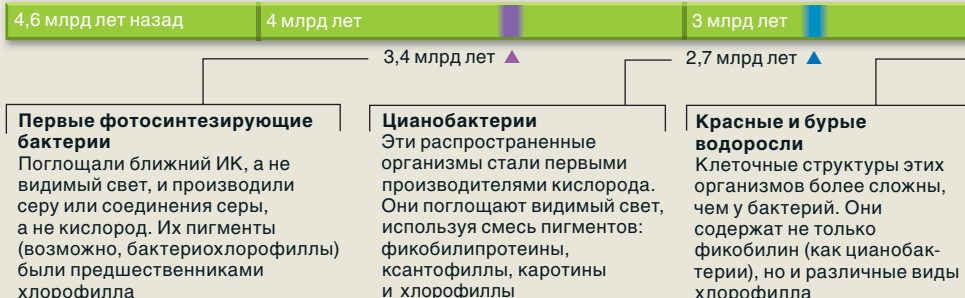 4,6 млрд лет назад
4 млрд лет
3 млрд лет
3,4 млрд лет
2,7 млрд лет
Первые фотосинтезирующие
бактерии
Поглощали ближний ИК, а не
видимый свет, и производили
серу или соединения серы,
а не кислород. Их пигменты
(возможно, бактериохлорофиллы)
были предшественниками
хлорофилла
Цианобактерии
Эти распространенные
организмы стали первыми
производителями кислорода.
Они поглощают видимый свет,
используя смесь пигментов:
фикобилипротеины,
ксантофиллы, каротины
и хлорофиллы
Красные и бурые
водоросли
Клеточные структуры этих
организмов более сложны,
чем у бактерий. Они
содержат не только
фикобилин (как цианобак-
терии), но и различные виды
хлорофилла